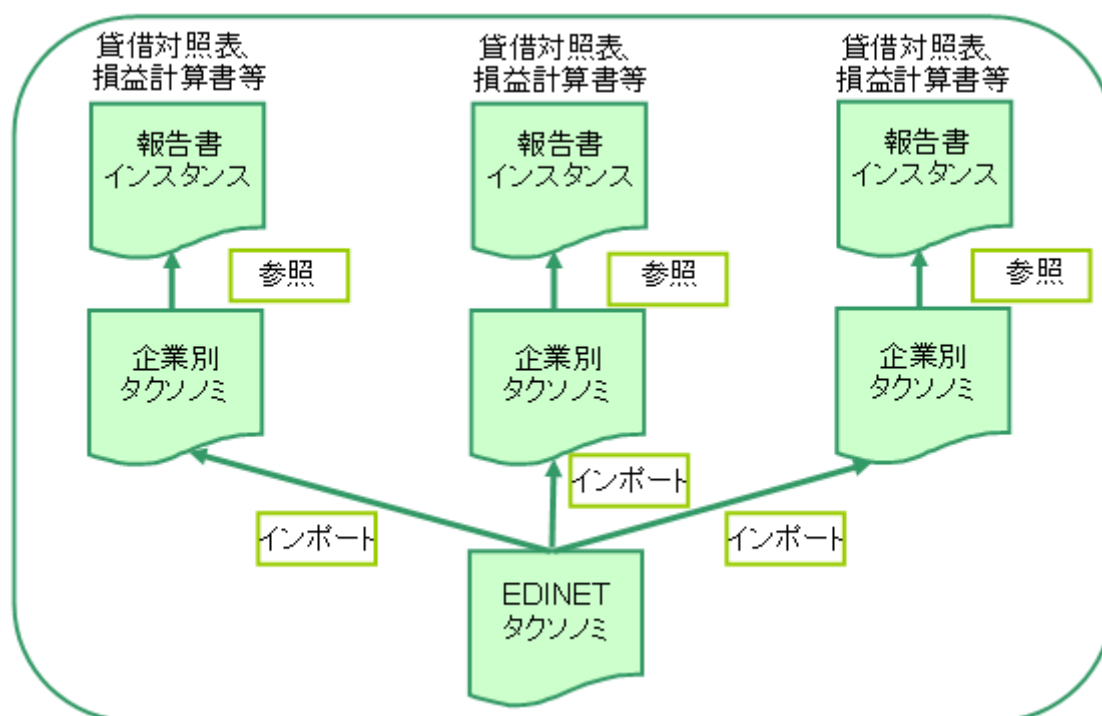 貸借対照表、
損益計算書等
貸借対照表、
損益計算書等
貸借対照表、
損益計算書等
報告書
インスタンス
報告書
インスタンス
報告書
インスタンス
参照
参照
参照
企業別
タクソノミ
企業別
タクソノミ
企業別
タクソノミ
インポート
インポート
インポート
EDINET
タクソノミ